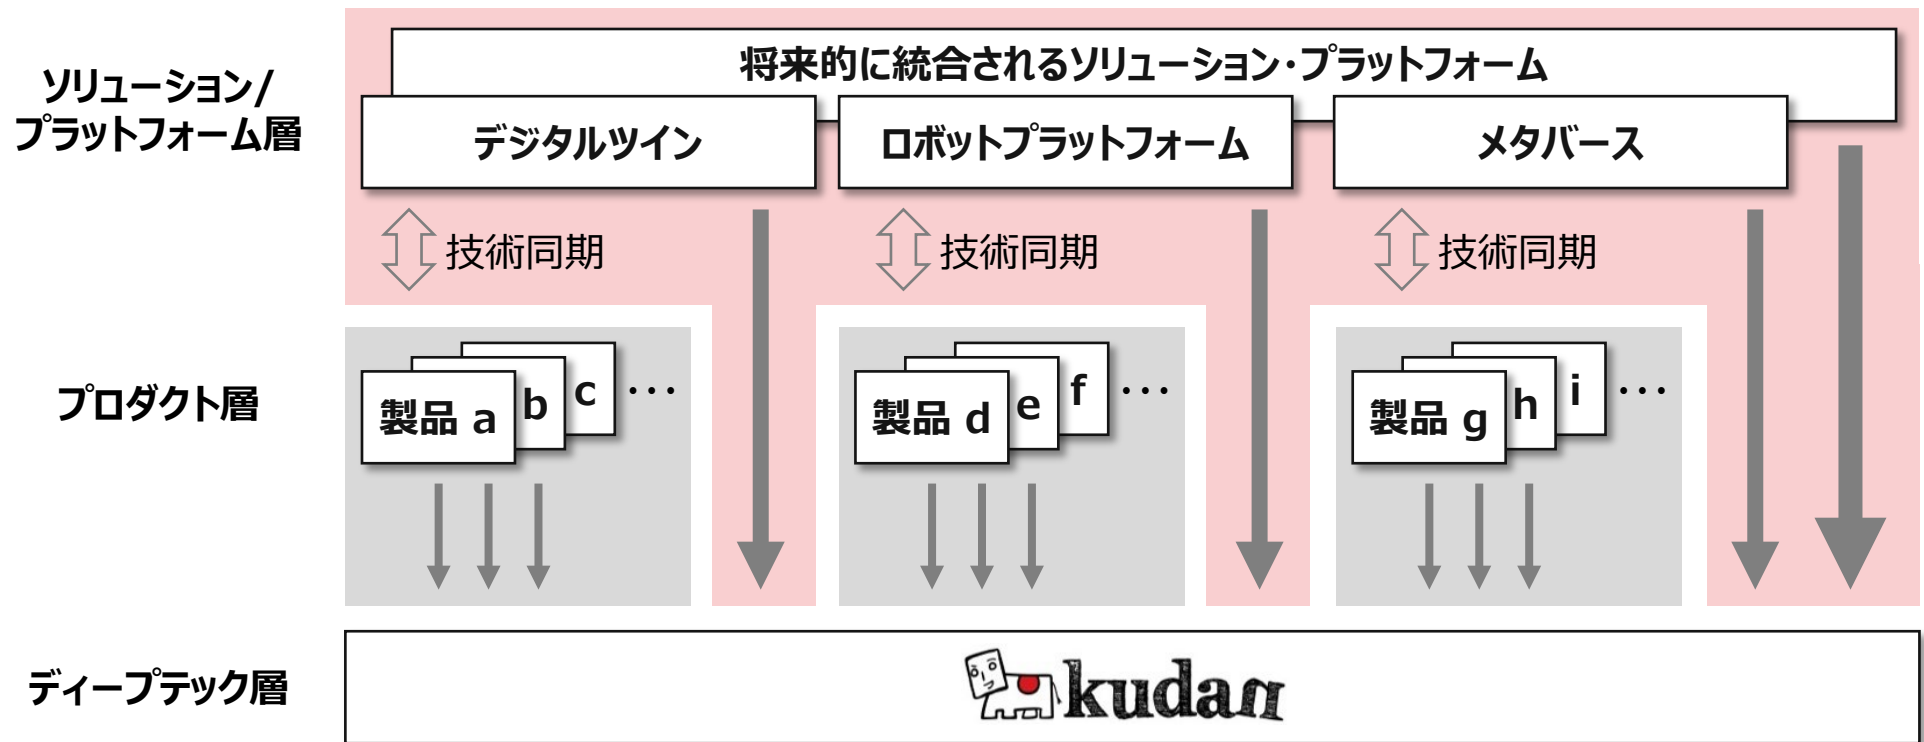 ソリューション/
プラットフォーム層
将来的に統合されるソリューション・プラットフォーム
デジタルツイン
ロボットプラットフォーム
メタバース
技術同期
技術同期
技術同期
プロダクト層
製品 a
b
c
・・・
製品 d
e
f
・・・
製品 g
h
i
・・・
ディープテック層
kudan